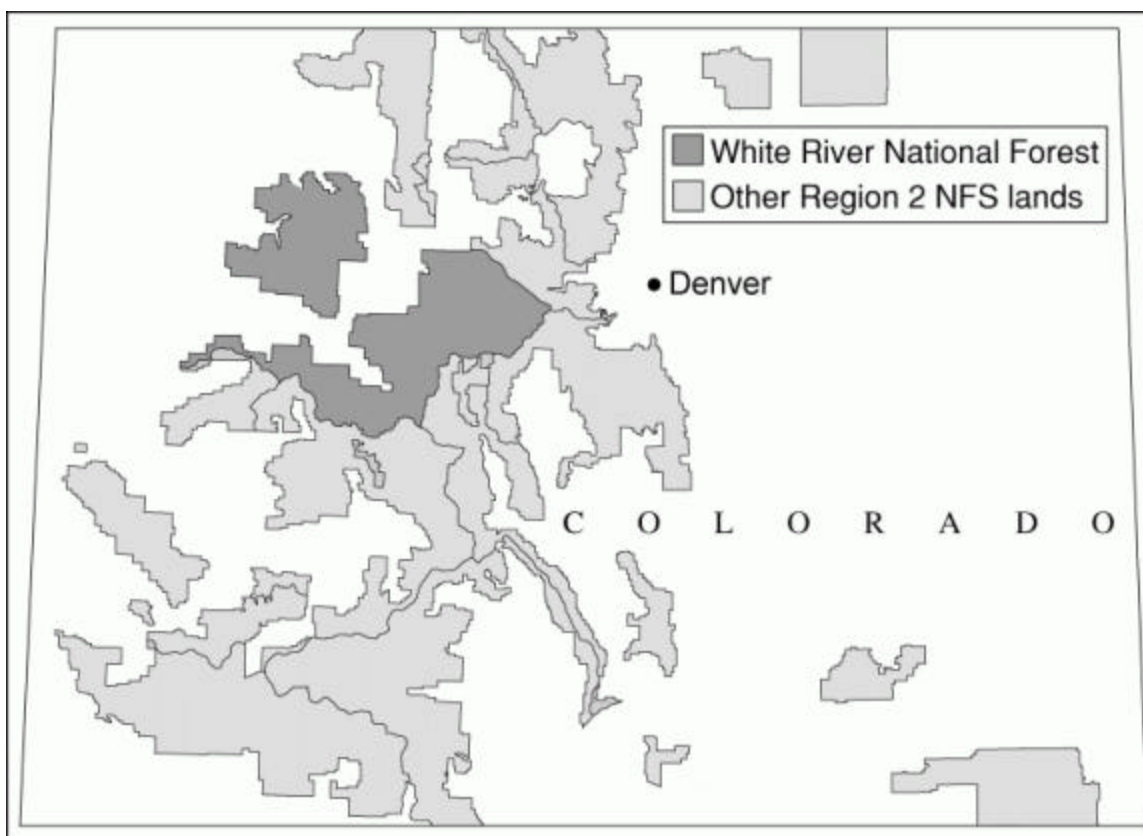 White River National Forest
Other Region 2 NFS lands
Denver
C O L O R A D O